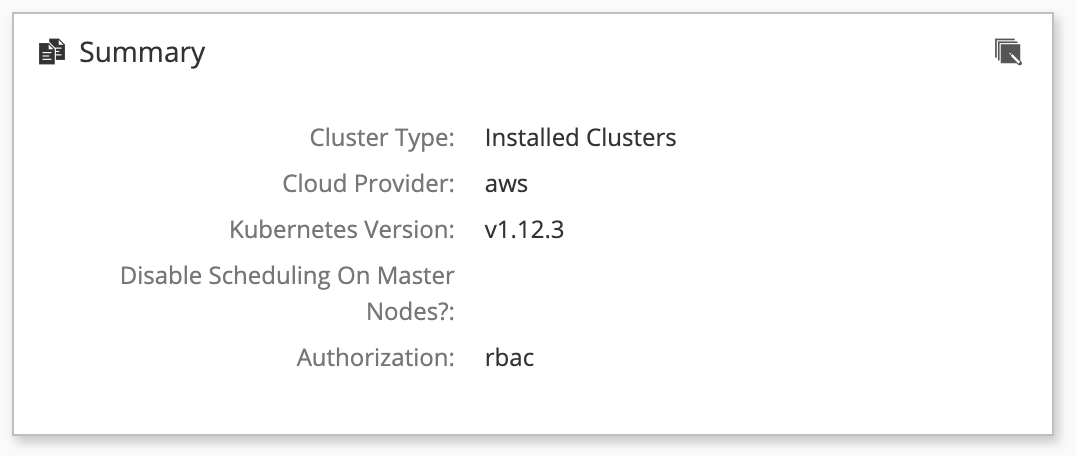 Summary
Cluster Type: Installed Clusters
Cloud Provider: aws
Kubernetes Version: v1.12.3
Disable Scheduling On Master
Nodes?:
Authorization: rbac